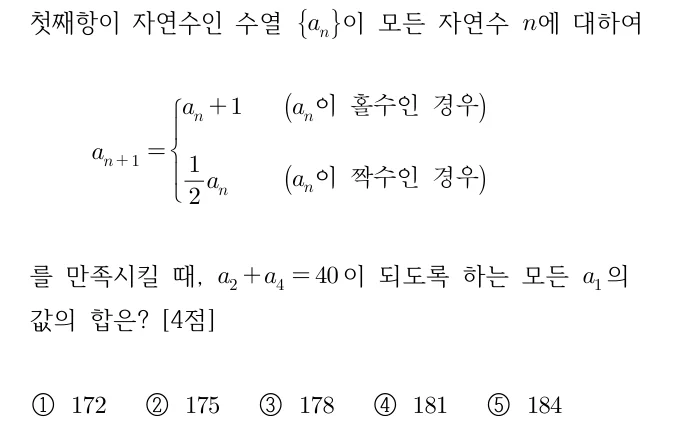 첫째항이 자연수인 수열 {aₙ}이 모든 자연수 n에 대하여
aₙ₊₁ = { aₙ+1 (aₙ이 홀수인 경우)
1/2 aₙ (aₙ이 짝수인 경우)
를 만족시킬 때, a₂+a₄=40이 되도록 하는 모든 a₁의
값의 합은? [4점]
① 172 ② 175 ③ 178 ④ 181 ⑤ 184